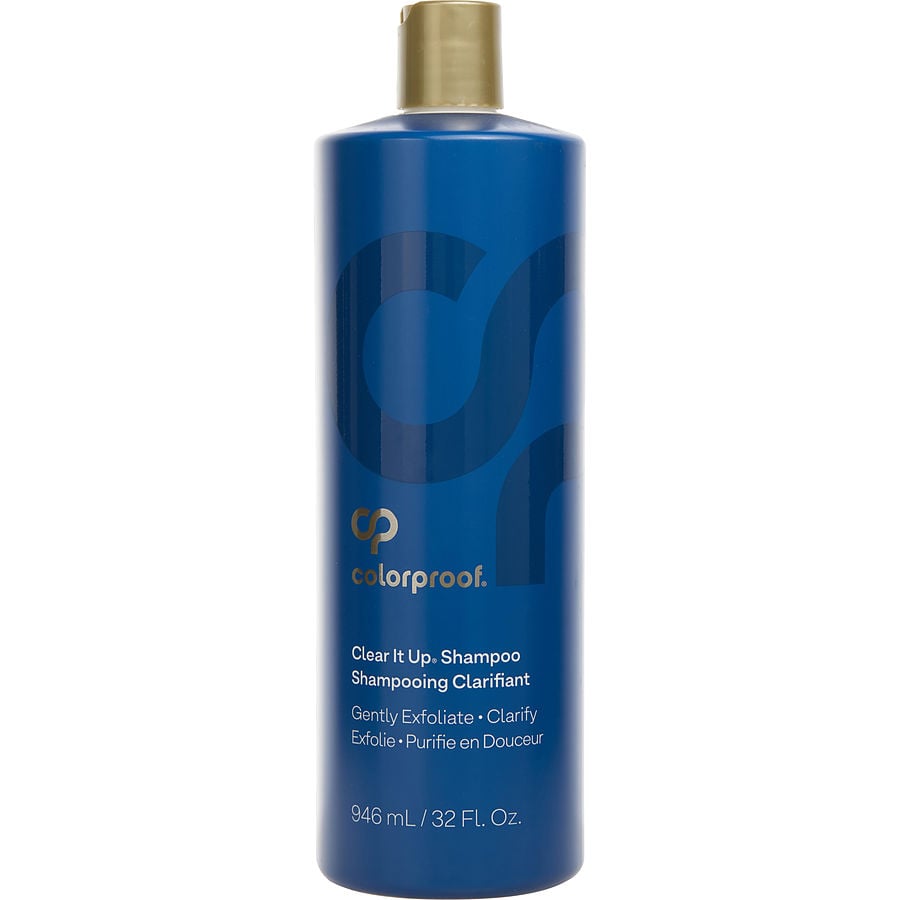 colorproof®
Clear It Up® Shampoo
Shampooing Clarifiant
Gently Exfoliate • Clarify
Exfolie • Purifie en Douceur
946 mL / 32 Fl. Oz.